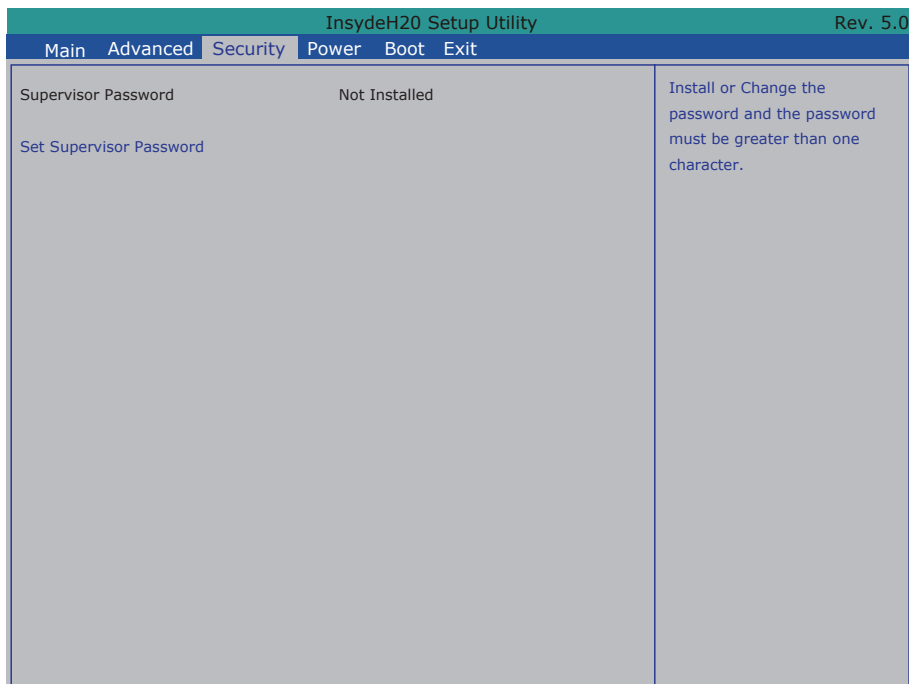 InsydeH20 Setup Utility Rev. 5.0
Main Advanced Security Power Boot Exit
Supervisor Password Not Installed
Set Supervisor Password
Install or Change the
password and the password
must be greater than one
character.